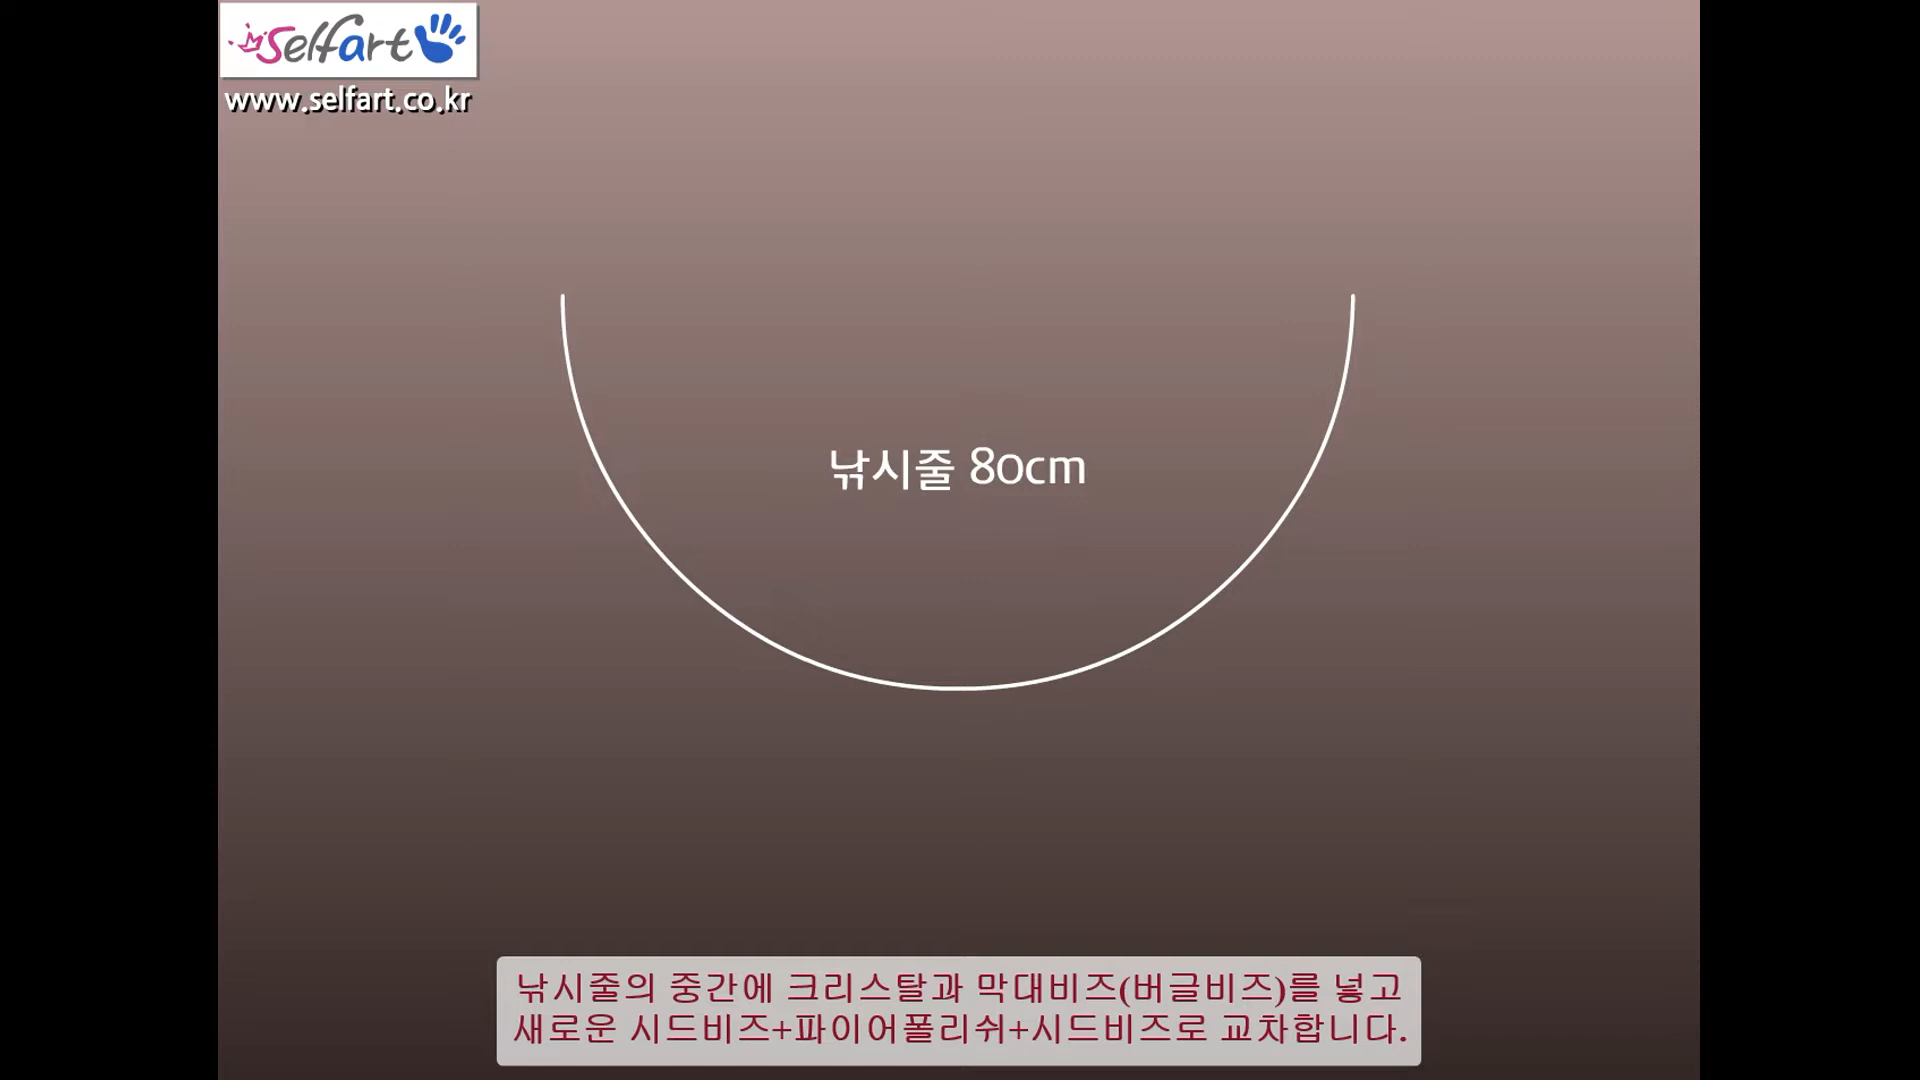 Selfart
www.selfart.co.kr
낚시줄 80cm
낚시줄의 중간에 크리스탈과 막대비즈(버글비즈)를 넣고
새로운 시드비즈+파이어폴리쉬+시드비즈로 교차합니다.